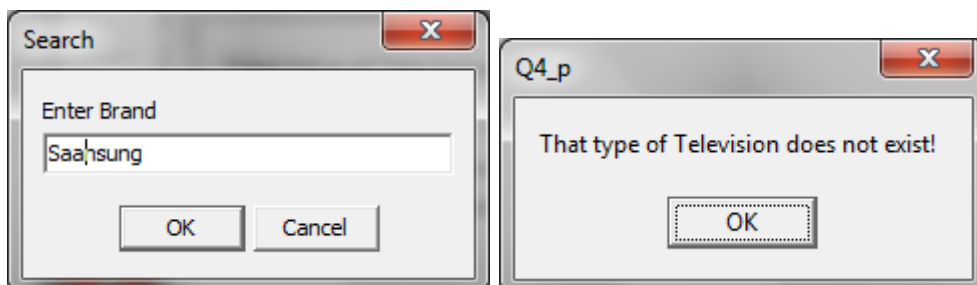 Search
Enter Brand
Saahsung
OK
Cancel
Q4_p
That type of Television does not exist!
OK